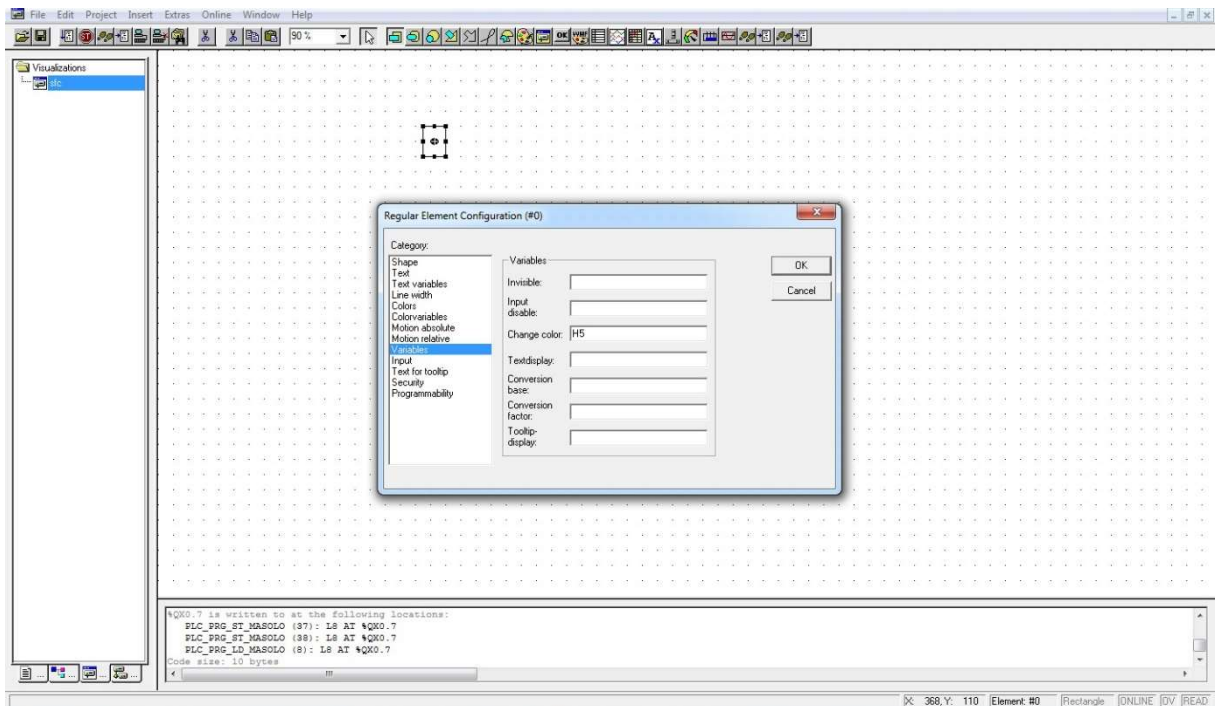 File Edit Project Insert Extras Online Window Help
90 %
Visualizations
sfc
Regular Element Configuration (#0)
Category:
Shape
Text
Text variables
Line width
Colors
Colorvariables
Motion absolute
Motion relative
Variables
Input
Text for tooltip
Security
Programmability
Variables
Invisible:
Input
disable:
Change color: H5
Textdisplay:
Conversion
base:
Conversion
factor:
Tooltip-
display:
OK
Cancel
%QX0.7 is written to at the following locations:
PLC_PRG_ST_MASOLO (37): L8 AT %QX0.7
PLC_PRG_ST_MASOLO (38): L8 AT %QX0.7
PLC_PRG_LD_MASOLO (8): L8 AT %QX0.7
Code size: 10 bytes
X: 368, Y: 110 Element: #0 Rectangle ONLINE OV READ